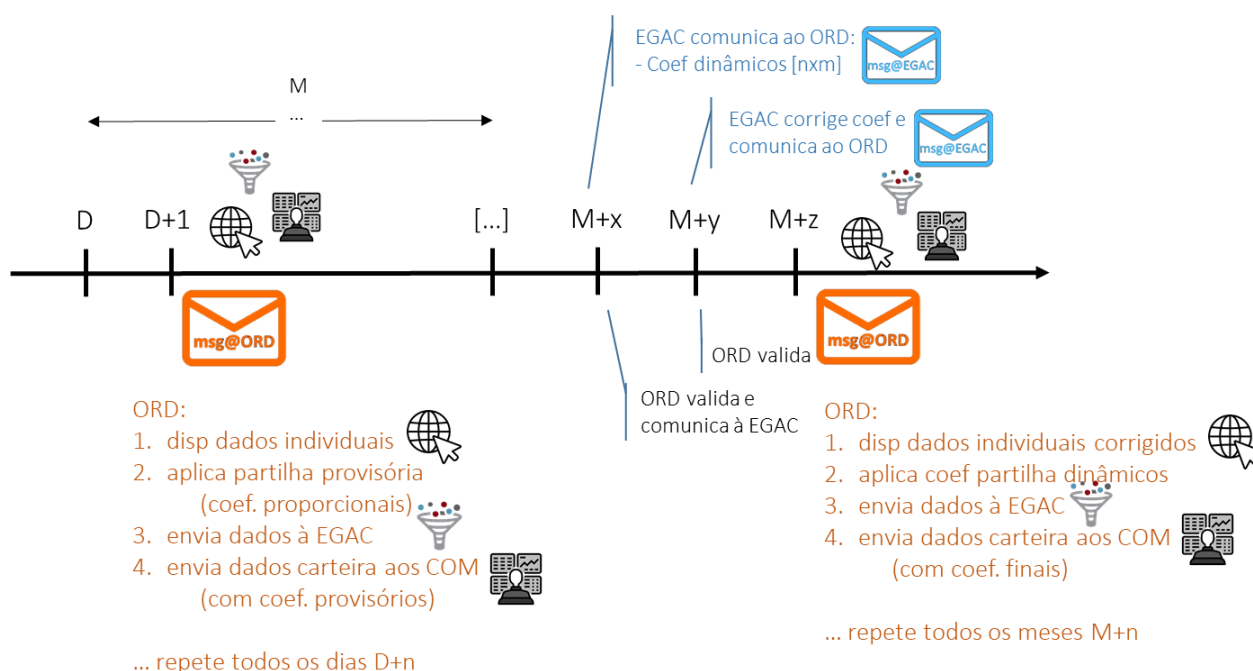 EGAC comunica ao ORD:
- Coef dinâmicos [nxm]
msg@EGAC
M
...
EGAC corrige coef e
comunica ao ORD
msg@EGAC
D
D+1
[...]
M+x
M+y
M+z
msg@ORD
msg@ORD
ORD valida
ORD valida e
comunica à EGAC
ORD:
1. disp dados individuais
2. aplica partilha provisória
(coef. proporcionais)
3. envia dados à EGAC
4. envia dados carteira aos COM
(com coef. provisórios)
... repete todos os dias D+n
ORD:
1. disp dados individuais corrigidos
2. aplica coef partilha dinâmicos
3. envia dados à EGAC
4. envia dados carteira aos COM
(com coef. finais)
... repete todos os meses M+n